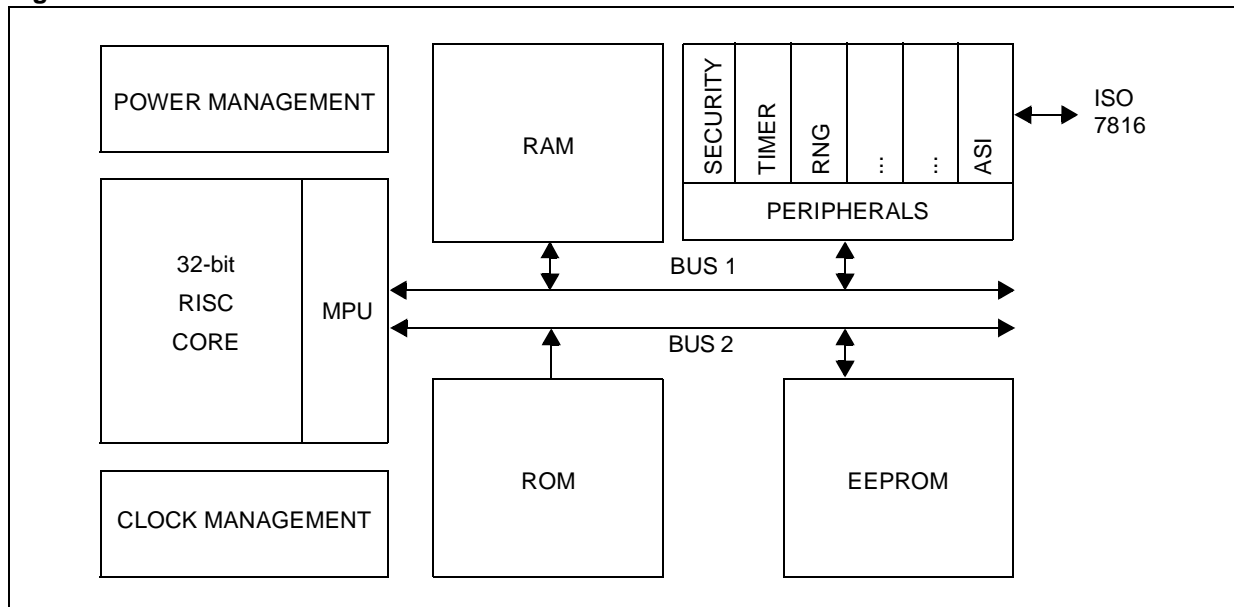 POWER MANAGEMENT
32-bit
RISC
CORE
MPU
CLOCK MANAGEMENT
RAM
SECURITY
TIMER
RNG
...
...
ASI
PERIPHERALS
ISO
7816
BUS 1
BUS 2
ROM
EEPROM